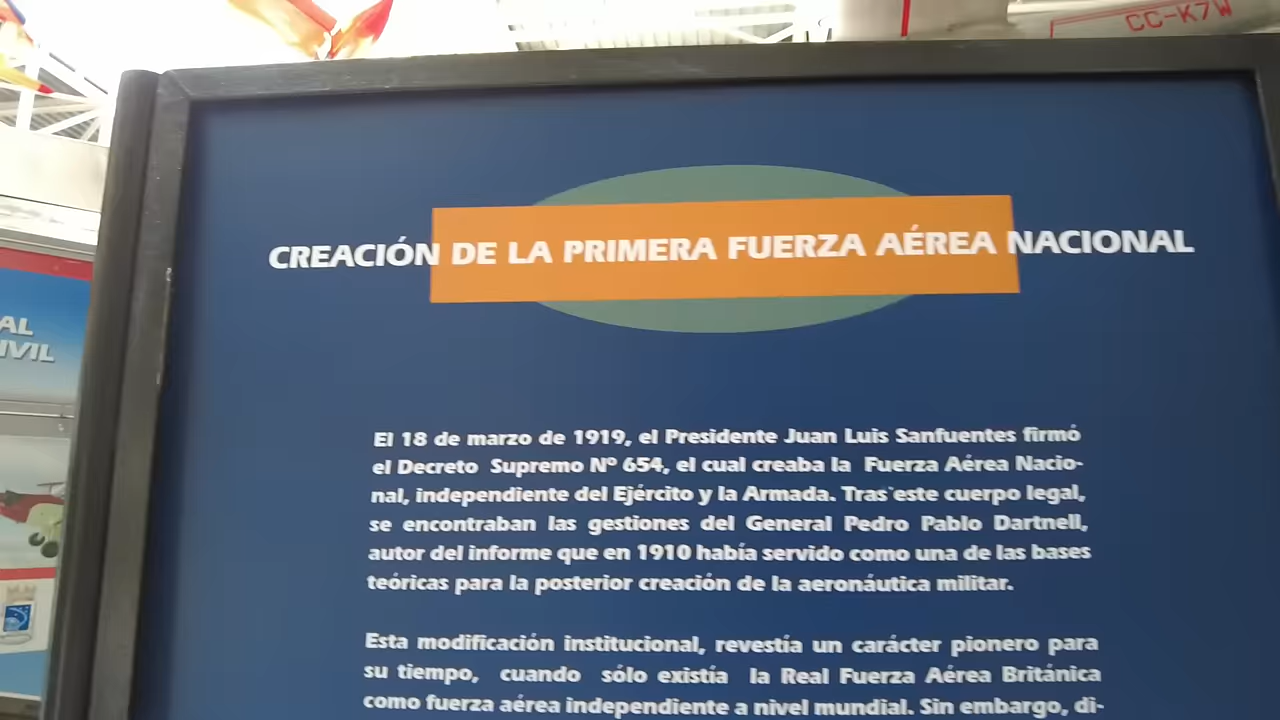 CC-K7W
CREACIÓN DE LA PRIMERA FUERZA AÉREA NACIONAL
AL
IVIL
El 18 de marzo de 1919, el Presidente Juan Luis Sanfuentes firmó
el Decreto Supremo Nº 654, el cual creaba la Fuerza Aérea Nacio-
nal, independiente del Ejército y la Armada. Tras este cuerpo legal,
se encontraban las gestiones del General Pedro Pablo Dartnell,
autor del informe que en 1910 había servido como una de las bases
teóricas para la posterior creación de la aeronáutica militar.
Esta modificación institucional, revestía un carácter pionero para
su tiempo, cuando sólo existía la Real Fuerza Aérea Británica
como fuerza aérea independiente a nivel mundial. Sin embargo, di-